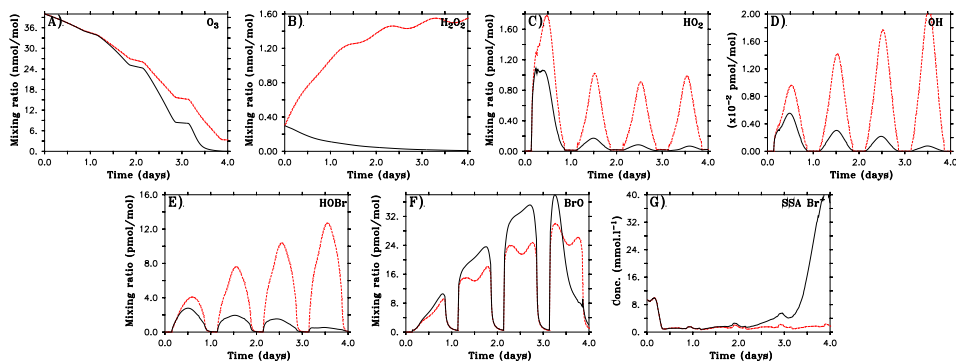 A). O₃
Mixing ratio (nmol/mol)
36. 30. 24. 18. 12. 6. 0.
0.0 1.0 2.0 3.0 4.0
Time (days)
B). H₂O₂
Mixing ratio (nmol/mol)
1.60 1.20 0.80 0.40 0.00
0.0 1.0 2.0 3.0 4.0
Time (days)
C). HO₂
Mixing ratio (pmol/mol)
1.60 1.20 0.80 0.40 0.00
0.0 1.0 2.0 3.0 4.0
Time (days)
D). OH
(x10⁻² pmol/mol)
2.00 1.60 1.20 0.80 0.40 0.00
0.0 1.0 2.0 3.0 4.0
Time (days)
E). HOBr
Mixing ratio (pmol/mol)
16.0 12.0 8.0 4.0 0.0
0.0 1.0 2.0 3.0 4.0
Time (days)
F). BrO
Mixing ratio (pmol/mol)
32. 24. 16. 8. 0.
0.0 1.0 2.0 3.0 4.0
Time (days)
G). SSA Br⁻
Conc. (mmol.l⁻¹)
40. 30. 20. 10. 0.
0.0 1.0 2.0 3.0 4.0
Time (days)